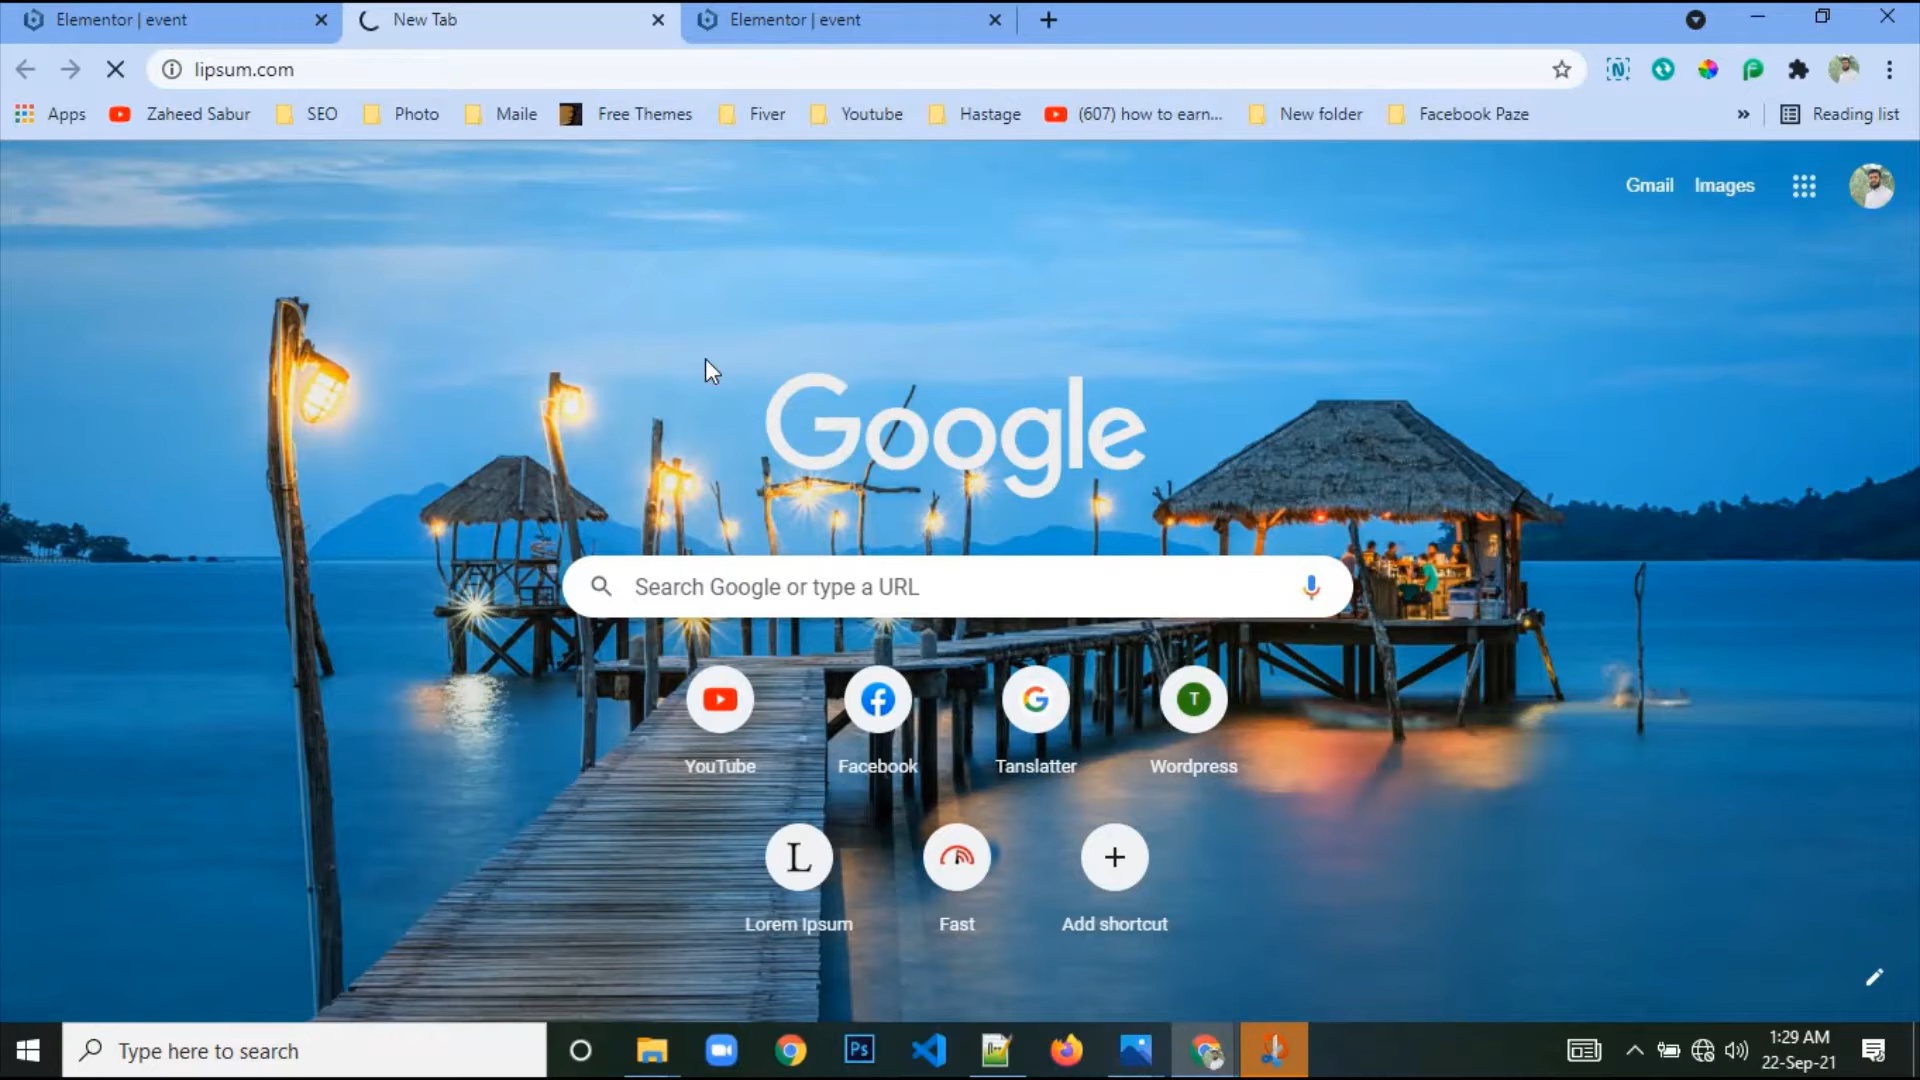 Elementor | event
New Tab
Elementor | event
lipsum.com
Apps
Zaheed Sabur
SEO
Photo
Maile
Free Themes
Fiver
Youtube
Hastage
(607) how to earn...
New folder
Facebook Paze
»
Reading list
Gmail
Images
Google
Search Google or type a URL
YouTube
Facebook
Tanslatter
T
Wordpress
L
Lorem Ipsum
Fast
Add shortcut
Type here to search
Ps
1:29 AM
22-Sep-21